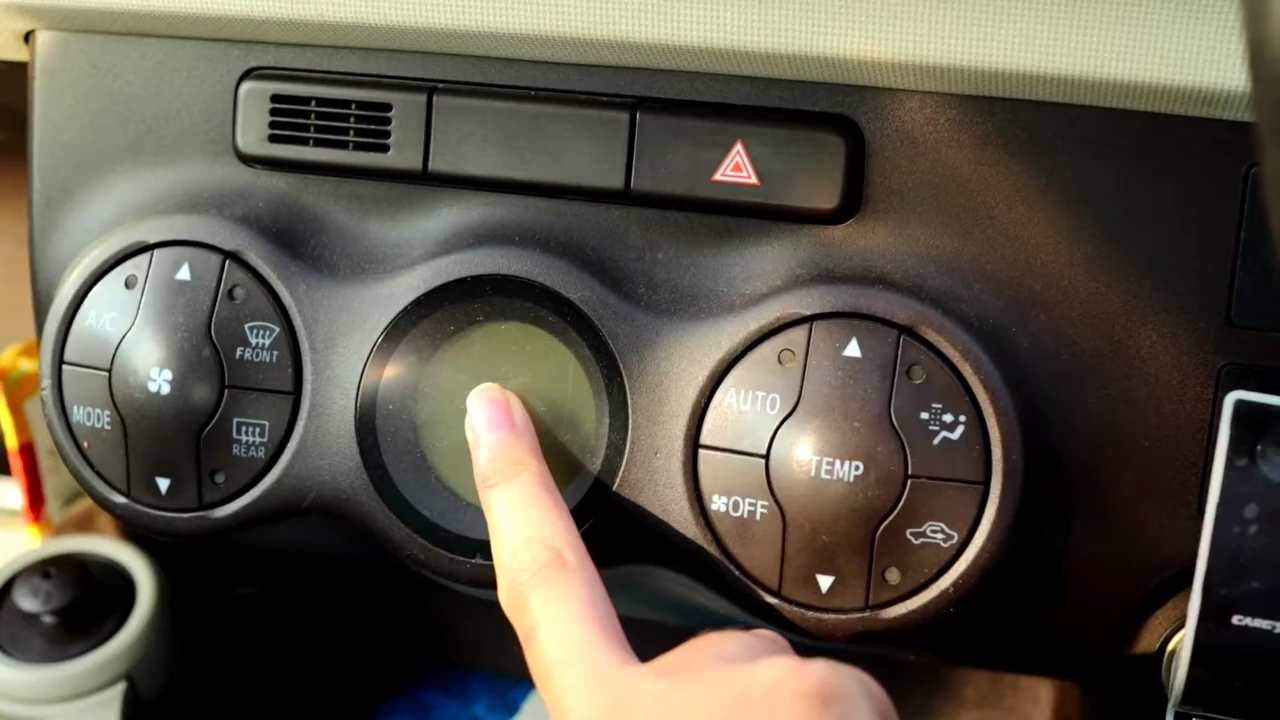 A/C
FRONT
MODE
REAR
AUTO
TEMP
OFF